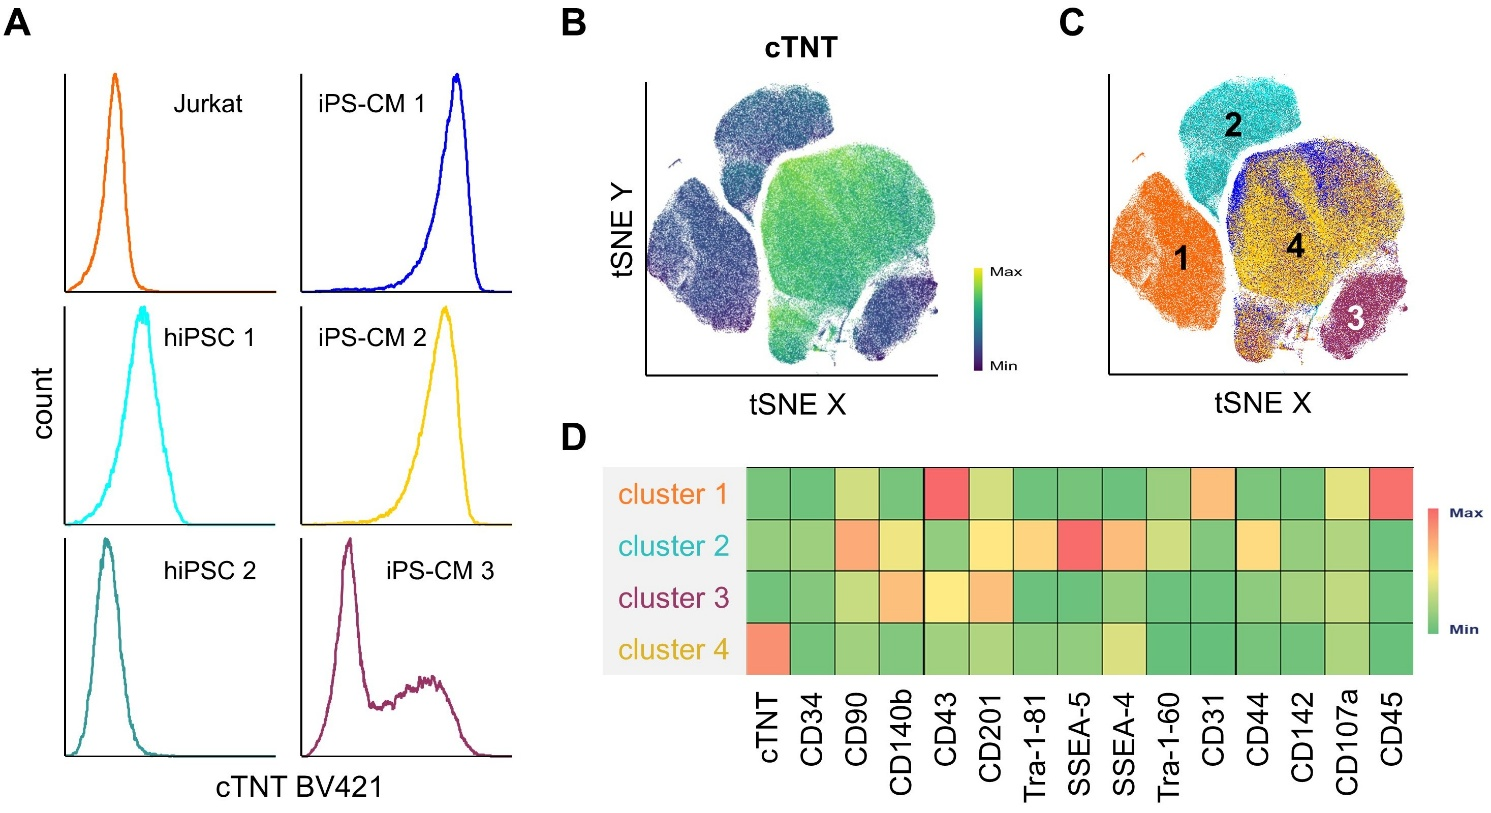 A
Jurkat
iPS-CM 1
hiPSC 1
iPS-CM 2
hiPSC 2
iPS-CM 3
count
cTNT BV421
B
cTNT
tSNE Y
tSNE X
Max
Min
C
1
2
3
4
tSNE X
D
cluster 1
cluster 2
cluster 3
cluster 4
cTNT
CD34
CD90
CD140b
CD43
CD201
Tra-1-81
SSEA-5
SSEA-4
Tra-1-60
CD31
CD44
CD142
CD107a
CD45
Max
Min